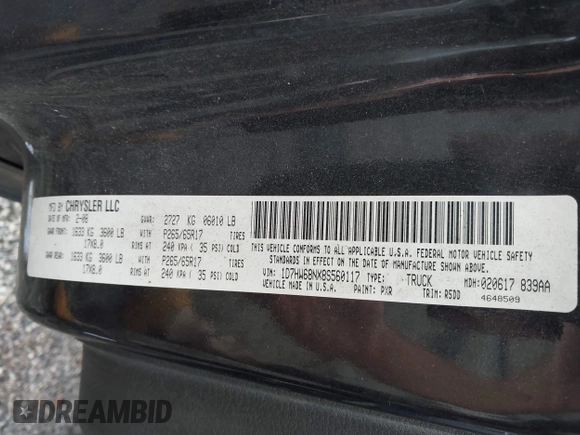 MFD BY CHRYSLER LLC
DATE OF MFR 2-08 GVWR: 2727 KG 06010 LB
GAWR FRONT: 1633 KG 3600 LB WITH P265/65R17 TIRES
17X8.0 RIMS AT 240 KPA ( 35 PSI) COLD
GAWR REAR: 1633 KG 3600 LB WITH P265/65R17 TIRES
17X8.0 RIMS AT 240 KPA ( 35 PSI) COLD
THIS VEHICLE CONFORMS TO ALL APPLICABLE U.S.A. FEDERAL MOTOR VEHICLE SAFETY
STANDARDS IN EFFECT ON THE DATE OF MANUFACTURE SHOWN ABOVE.
VIN: 1D7HW68NX8S560117 TYPE: TRUCK MDH: 020617 839AA
VEHICLE MADE IN U.S.A. PAINT: PXR TRIM: R5DD 4648509
DREAMBID